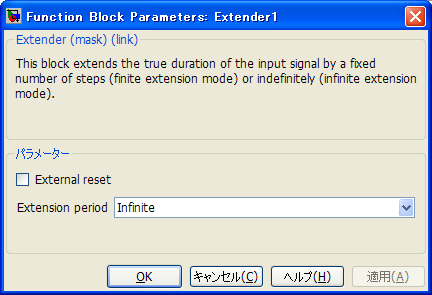 Function Block Parameters: Extender1
Extender (mask) (link)
This block extends the true duration of the input signal by a fixed
number of steps (finite extension mode) or indefinitely (infinite extension
mode).
パラメーター
External reset
Extension period Infinite
OK キャンセル(C) ヘルプ(H) 適用(A)